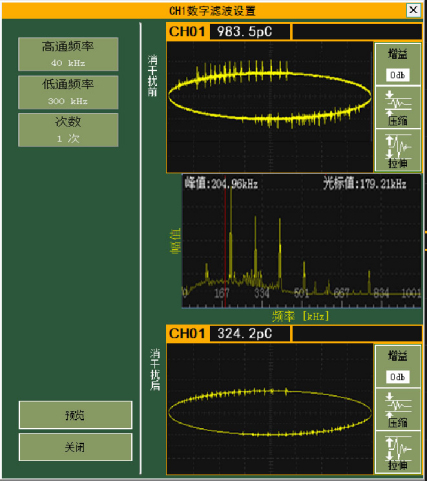 CH1数字滤波设置
高通频率
40 kHz
低通频率
300 kHz
次数
1 次
预览
关闭
消干扰前
CH01 983.5pC
增益
0db
压缩
拉伸
峰值:204.96kHz 光标值:179.21kHz
幅值
0 167 334 501 667 834 1001
频率 [kHz]
消干扰后
CH01 324.2pC
增益
0db
压缩
拉伸